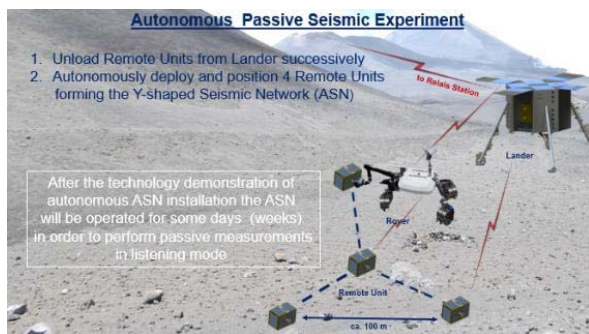 Autonomous Passive Seismic Experiment
1. Unload Remote Units from Lander successively
2. Autonomously deploy and position 4 Remote Units
forming the Y-shaped Seismic Network (ASN)
to Relais Station
Lander
After the technology demonstration of
autonomous ASN installation the ASN
will be operated for some days (weeks)
in order to perform passive measurements
in listening mode
Rover
Remote Unit
ca. 100 m